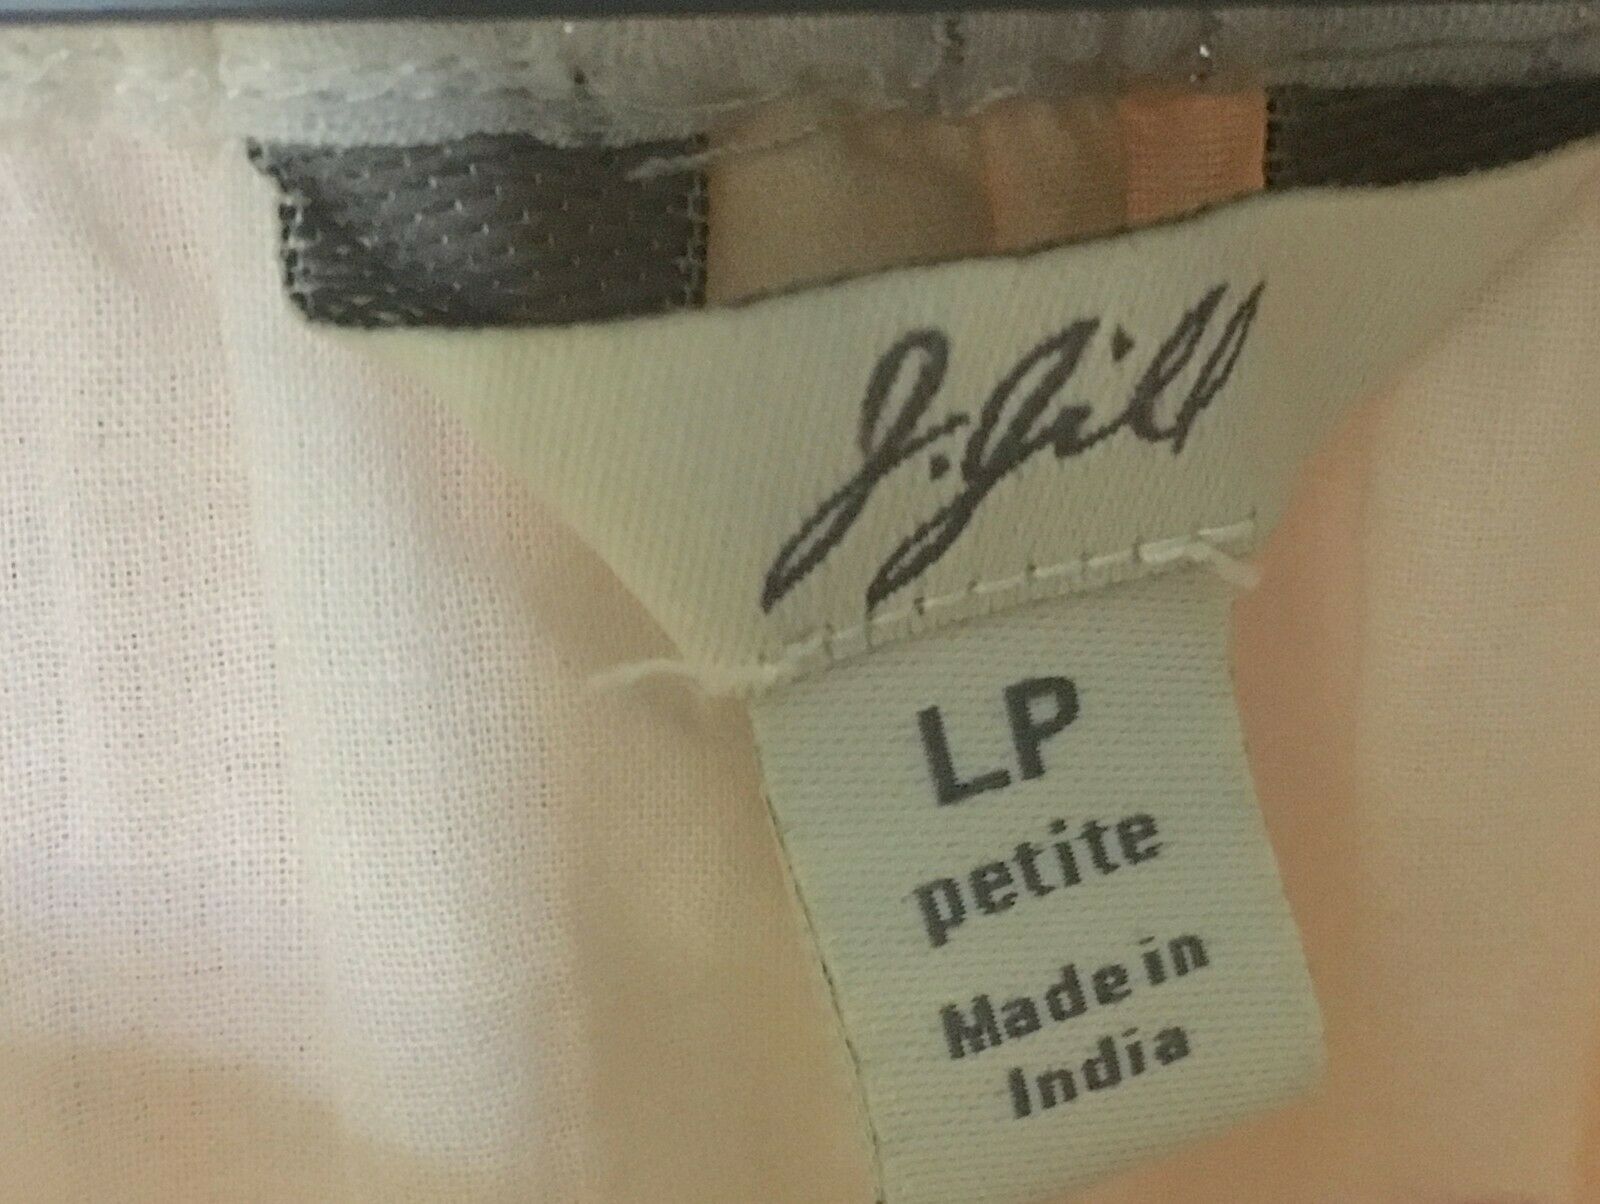 J.Jill
LP
petite
Made in
India